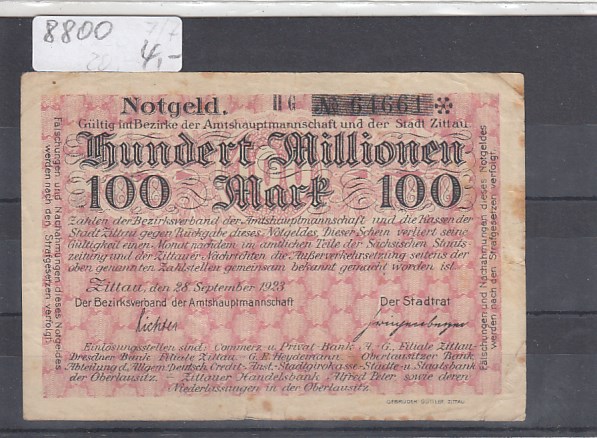 8800
4,-
Notgeld. II G № 64661 ✻
Gültig im Bezirke der Amtshauptmannschaft und der Stadt Zittau
Hundert Millionen
100 Mark 100
Zahlen der Bezirksverband der Amtshauptmannschaft und die Kassen der
Stadt Zittau gegen Rückgabe dieses Notgeldes. Dieser Schein verliert seine
Gültigkeit einen Monat nachdem im amtlichen Teile der Sächsischen Staats-
zeitung und der Zittauer Nachrichten die Außerverkehrsetzung seitens der
oben genannten Zahlstellen gemeinsam bekannt gemacht worden ist.
Zittau, den 28 September 1923
Der Bezirksverband der Amtshauptmannschaft Der Stadtrat
Richter
Einlösungsstellen sind: Commerz u. Privat-Bank A. G., Filiale Zittau-
Dresdner Bank Filiale Zittau - G. E. Heydemann - Oberlausitzer Bank
Abteilung d. Allgem. Deutsch. Credit-Anst.-Stadtgirokasse-Stadt- u. Staatsbank
der Oberlausitz. - Zittauer Handelsbank Alfred Peter sowie deren
Niederlassungen in der Oberlausitz
GEBRÜDER GÜTTLER ZITTAU
Fälschungen und Nachahmungen dieses Notgeldes
werden nach den Strafgesetzen verfolgt.
Fälschungen und Nachahmungen dieses Notgeldes
werden nach den Strafgesetzen verfolgt.